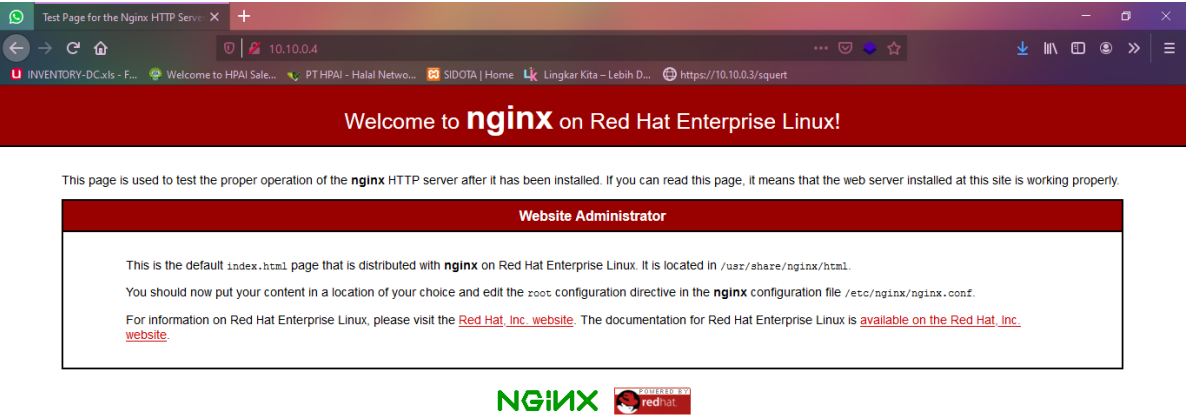 Test Page for the Nginx HTTP Serve
10.10.0.4
INVENTORY-DC.xls - F... Welcome to HPAI Sale... PT HPAI - Halal Netwo... SIDOTA | Home Lingkar Kita – Lebih D... https://10.10.0.3/squert
Welcome to nginx on Red Hat Enterprise Linux!
This page is used to test the proper operation of the nginx HTTP server after it has been installed. If you can read this page, it means that the web server installed at this site is working properly.
Website Administrator
This is the default index.html page that is distributed with nginx on Red Hat Enterprise Linux. It is located in /usr/share/nginx/html.
You should now put your content in a location of your choice and edit the root configuration directive in the nginx configuration file /etc/nginx/nginx.conf.
For information on Red Hat Enterprise Linux, please visit the Red Hat, Inc. website. The documentation for Red Hat Enterprise Linux is available on the Red Hat, Inc.
website.
NGiNX POWERED BY
redhat.